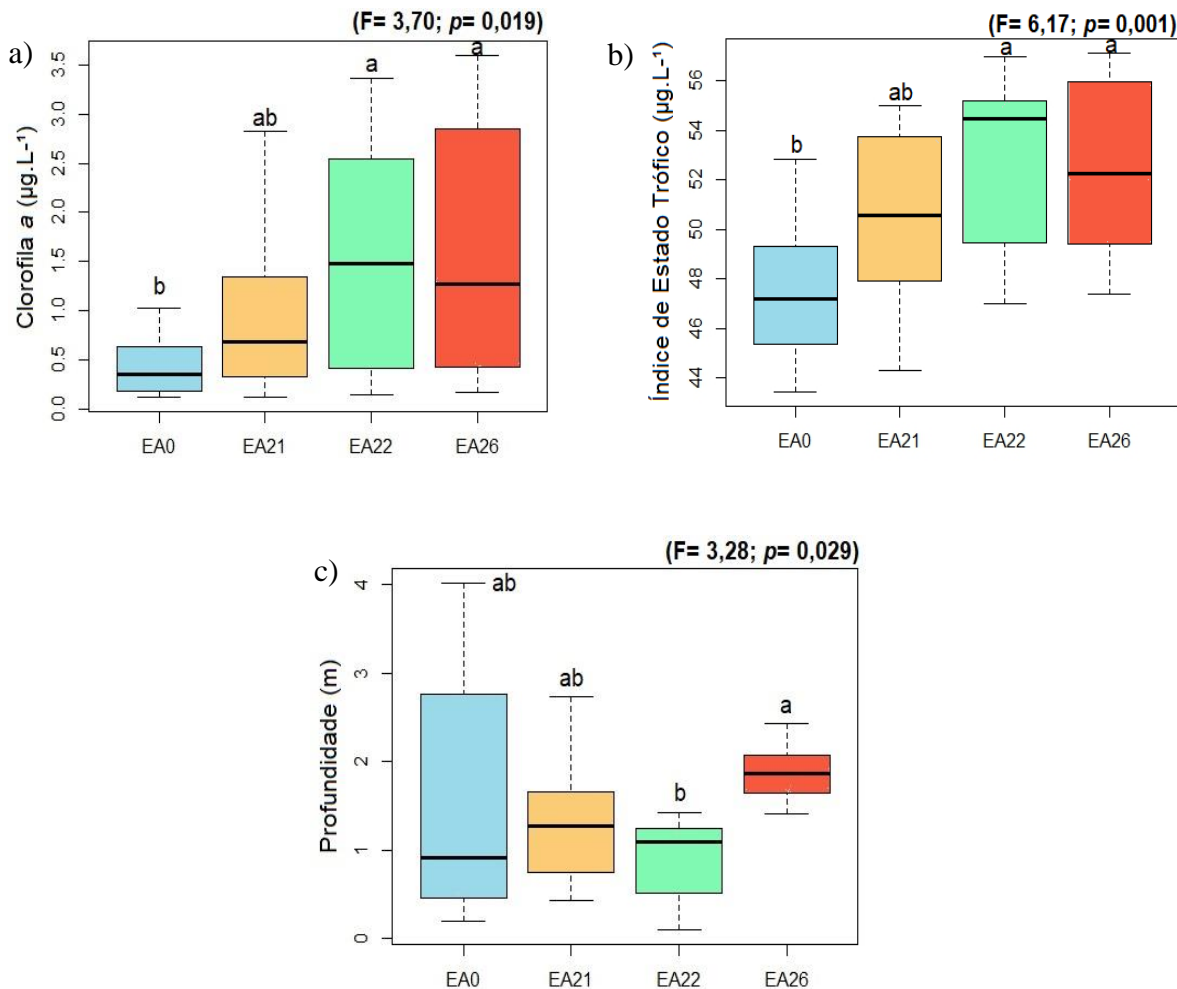 (F= 3,70; p= 0,019)
a)
Clorofila a (µg.L-¹)
3.5
3.0
2.5
2.0
1.5
1.0
0.5
0.0
b
ab
a
a
EA0 EA21 EA22 EA26
(F= 6,17; p= 0,001)
b)
Índice de Estado Trófico (µg.L-¹)
56
54
52
50
48
46
44
b
ab
a
a
EA0 EA21 EA22 EA26
(F= 3,28; p= 0,029)
c)
Profundidade (m)
4
3
2
1
0
ab
ab
b
a
EA0 EA21 EA22 EA26